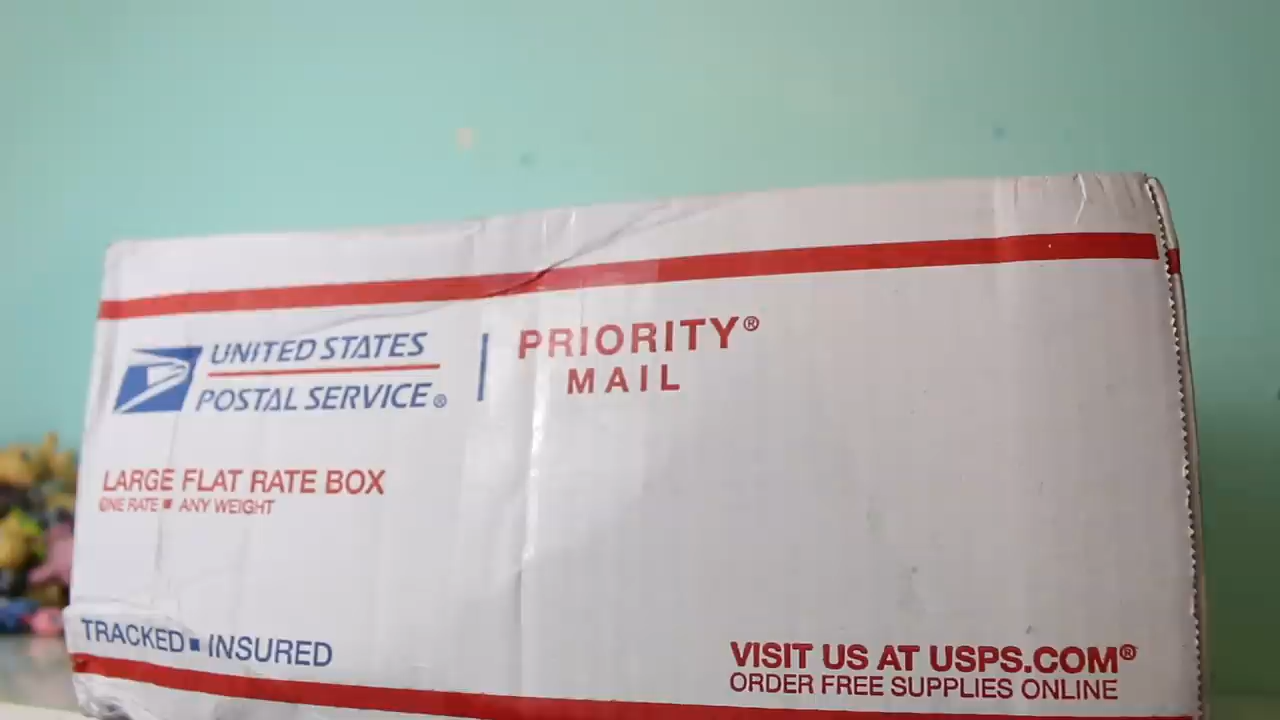 UNITED STATES
POSTAL SERVICE®
PRIORITY®
MAIL
LARGE FLAT RATE BOX
ONE RATE ■ ANY WEIGHT
TRACKED ■ INSURED
VISIT US AT USPS.COM®
ORDER FREE SUPPLIES ONLINE